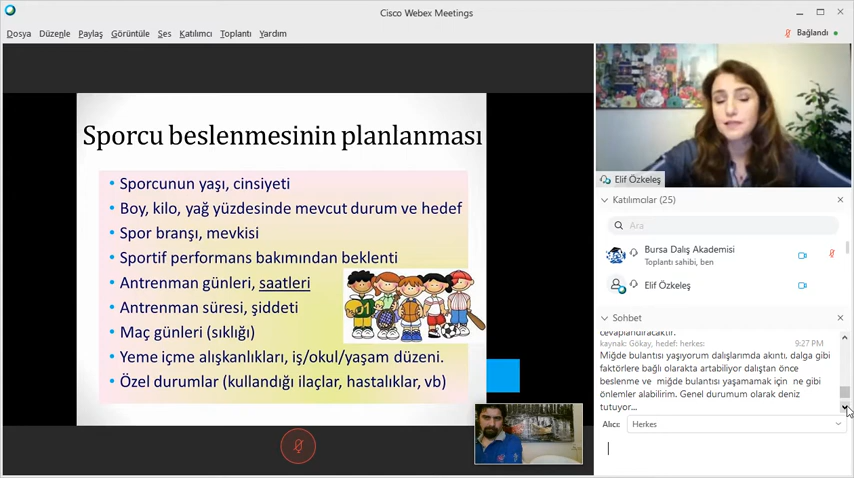 Cisco Webex Meetings
Dosya Düzenle Paylaş Görüntüle Ses Katılımcı Toplantı Yardım
Bağlandı
Sporcu beslenmesinin planlanması
• Sporcunun yaşı, cinsiyeti
• Boy, kilo, yağ yüzdesinde mevcut durum ve hedef
• Spor branşı, mevkisi
• Sportif performans bakımından beklenti
• Antrenman günleri, saatleri
• Antrenman süresi, şiddeti
• Maç günleri (sıklığı)
• Yeme içme alışkanlıkları, iş/okul/yaşam düzeni.
• Özel durumlar (kullandığı ilaçlar, hastalıklar, vb)
Elif Özkeleş
Katılımcılar (25)
Ara
Bursa Dalış Akademisi
Toplantı sahibi, ben
Elif Özkeleş
Sohbet
cevaplandıracaktır.
kaynak: Gökay, hedef: herkes: 9:27 PM
Miğde bulantısı yaşıyorum dalışlarımda akıntı, dalga gibi
faktörlere bağlı olarakta artabiliyor dalıştan önce
beslenme ve miğde bulantısı yaşamamak için ne gibi
önlemler alabilirim. Genel durumum olarak deniz
tutuyor...
Alıcı: Herkes